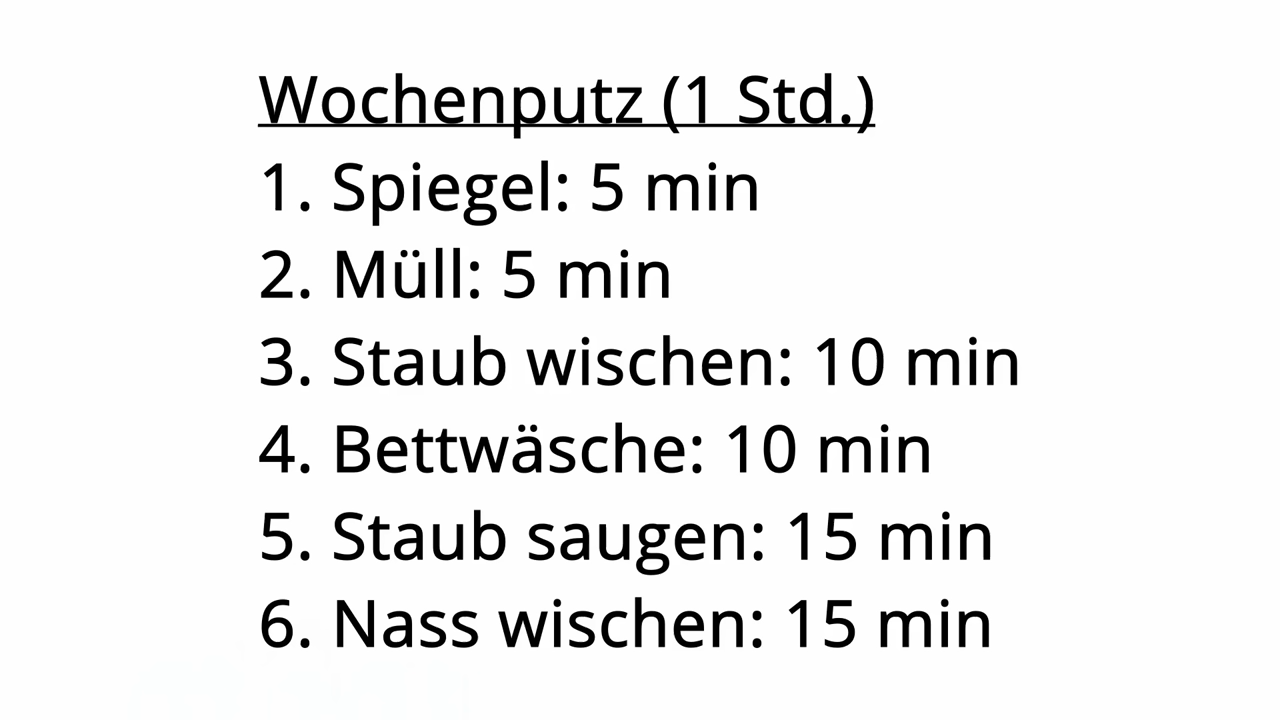 Wochenputz (1 Std.)
1. Spiegel: 5 min
2. Müll: 5 min
3. Staub wischen: 10 min
4. Bettwäsche: 10 min
5. Staub saugen: 15 min
6. Nass wischen: 15 min